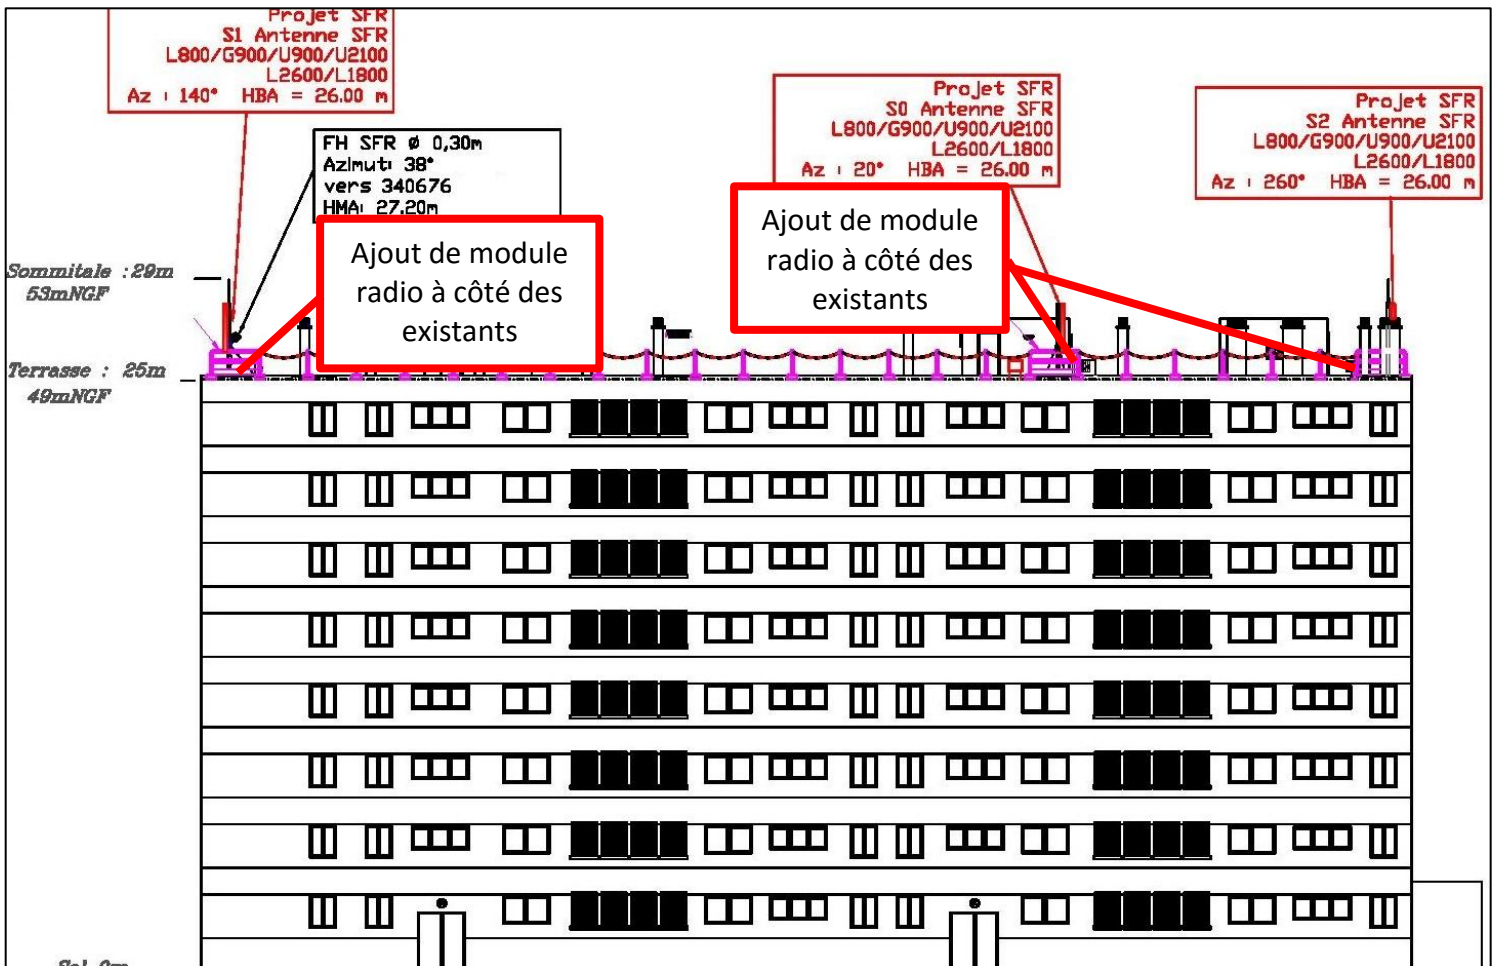 Projet SFR
S1 Antenne SFR
L800/G900/U900/U2100
L2600/L1800
Az : 140° HBA = 26.00 m
FH SFR Ø 0,30m
Azimut: 38°
vers 340676
HMA: 27.20m
Projet SFR
S0 Antenne SFR
L800/G900/U900/U2100
L2600/L1800
Az : 20° HBA = 26.00 m
Projet SFR
S2 Antenne SFR
L800/G900/U900/U2100
L2600/L1800
Az : 260° HBA = 26.00 m
Ajout de module
radio à côté des
existants
Ajout de module
radio à côté des
existants
Sommitale :29m
53mNGF
Terrasse : 25m
49mNGF
Sol 0m